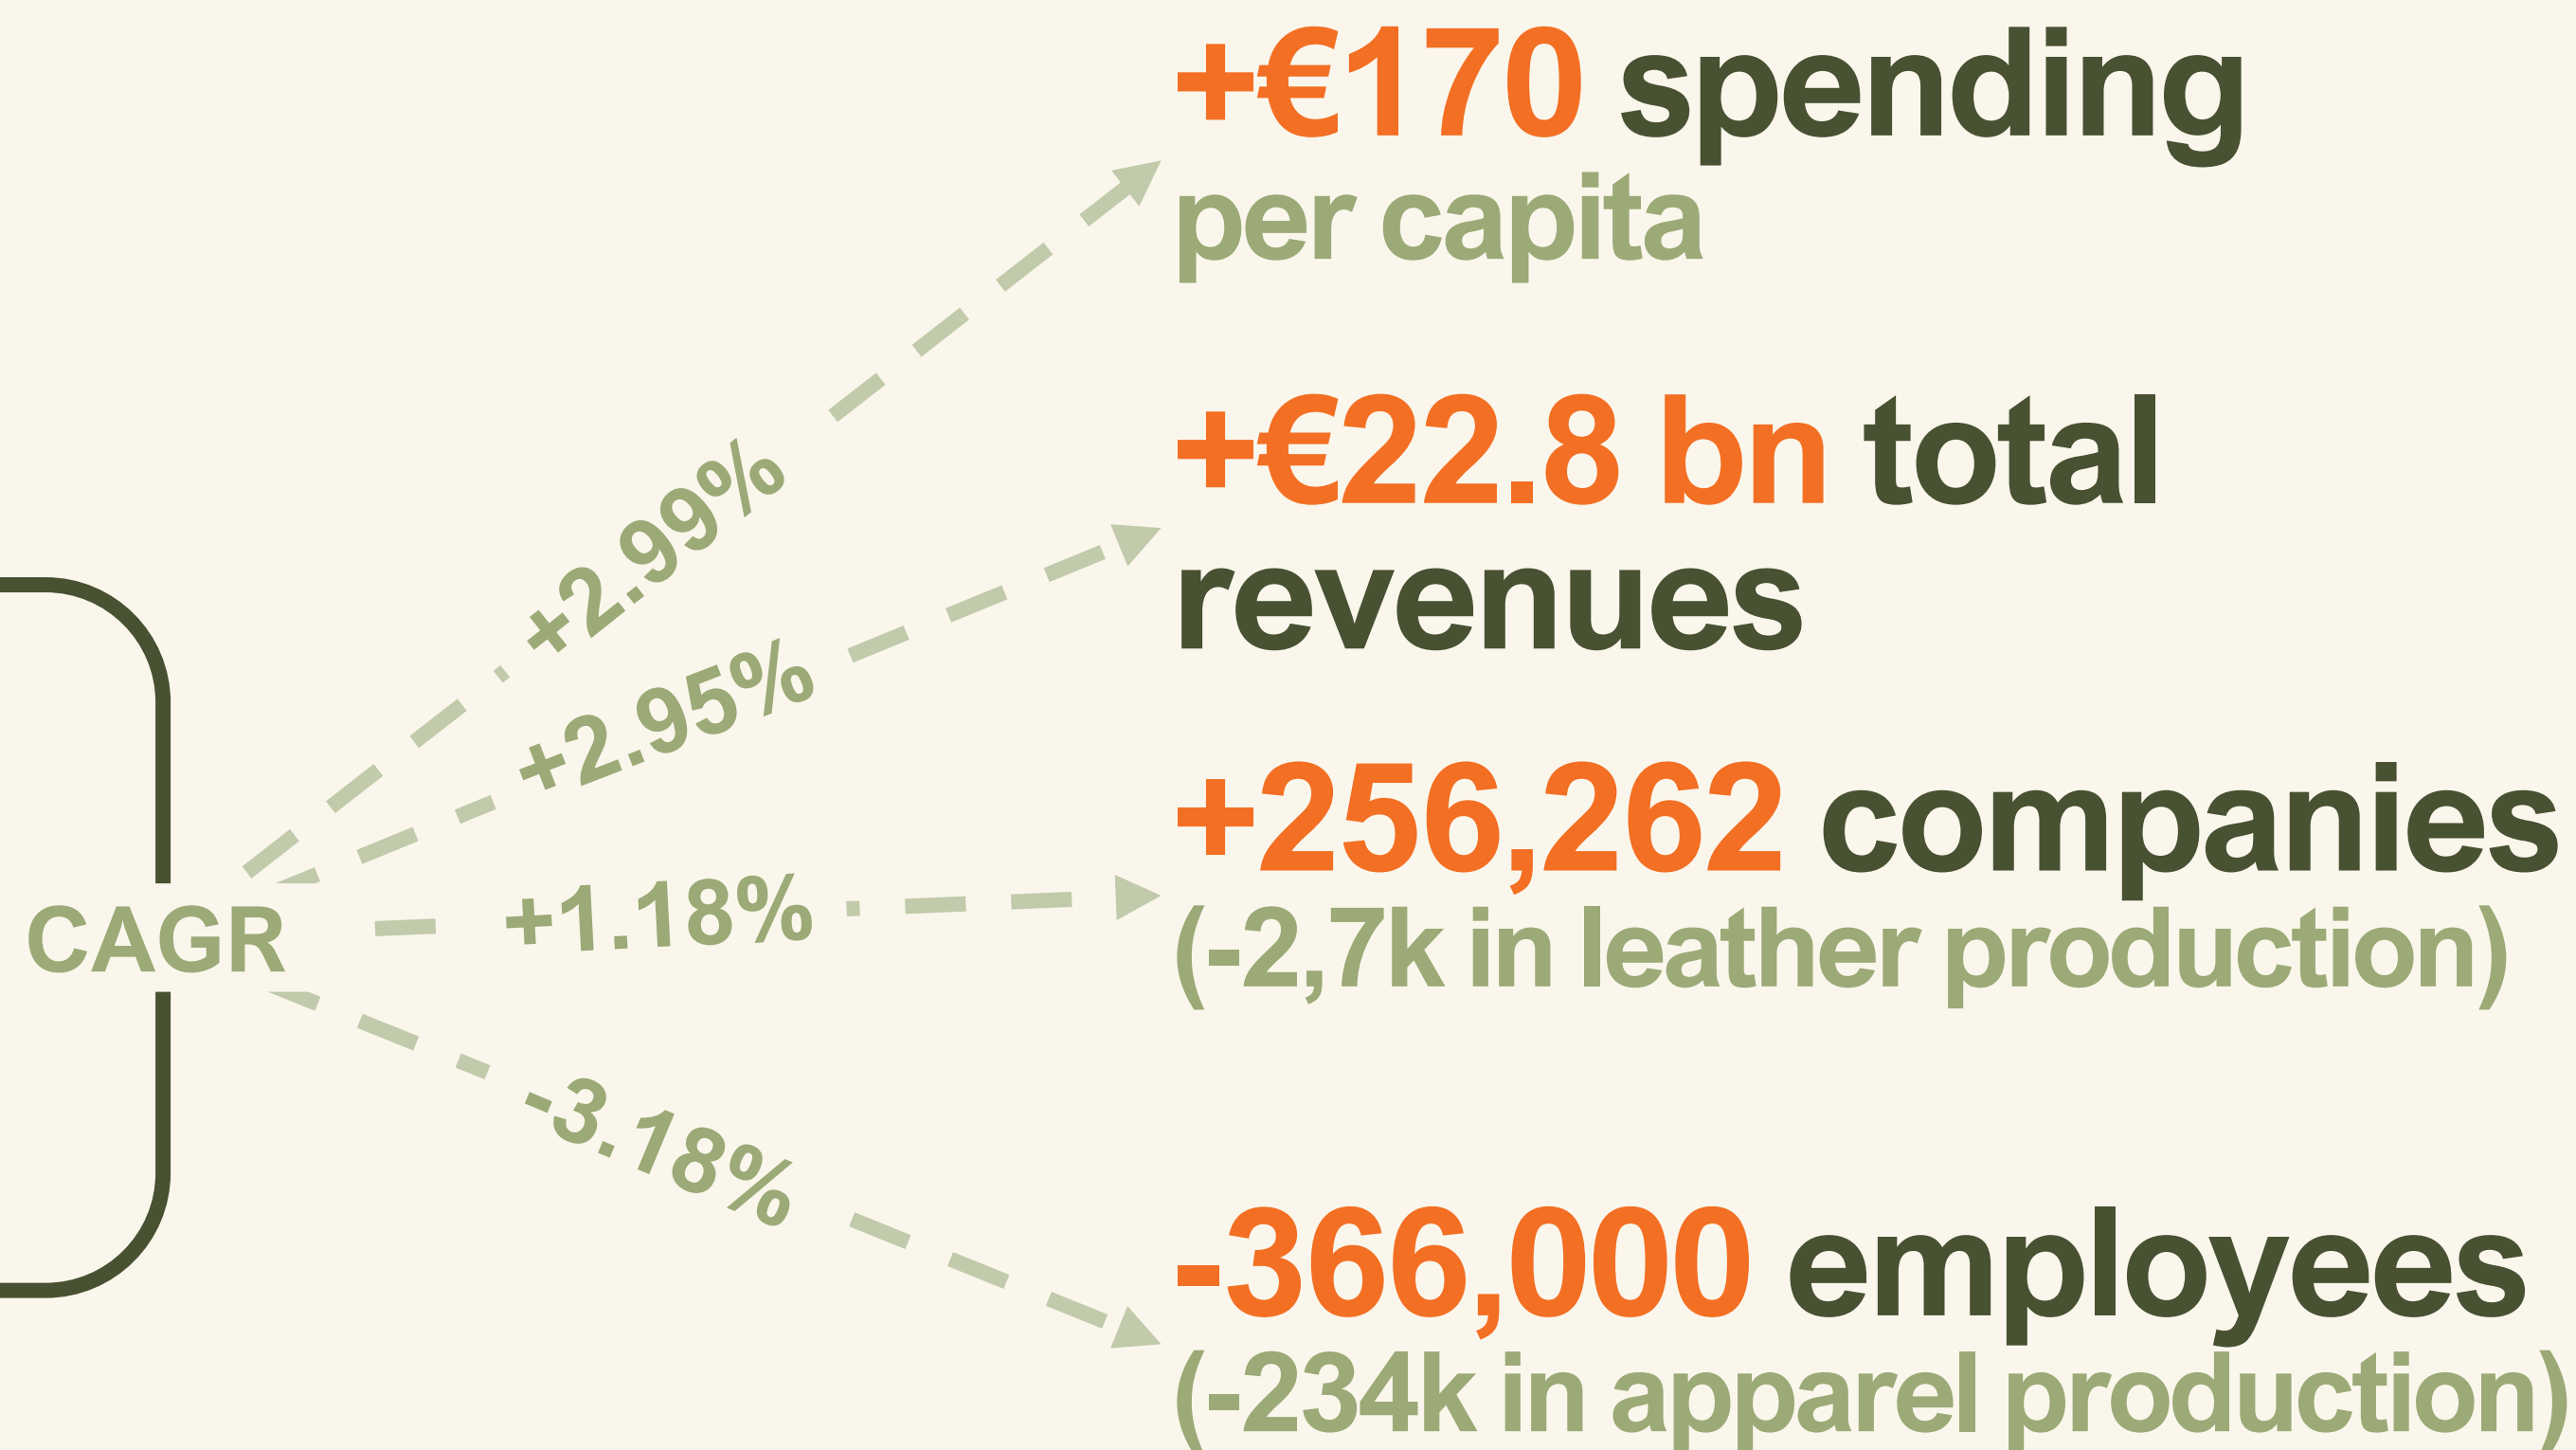 +€170 spending
per capita
+€22.8 bn total
revenues
+256,262 companies
(-2,7k in leather production)
-366,000 employees
(-234k in apparel production)
+2.99%
+2.95%
+1.18%
-3.18%
CAGR